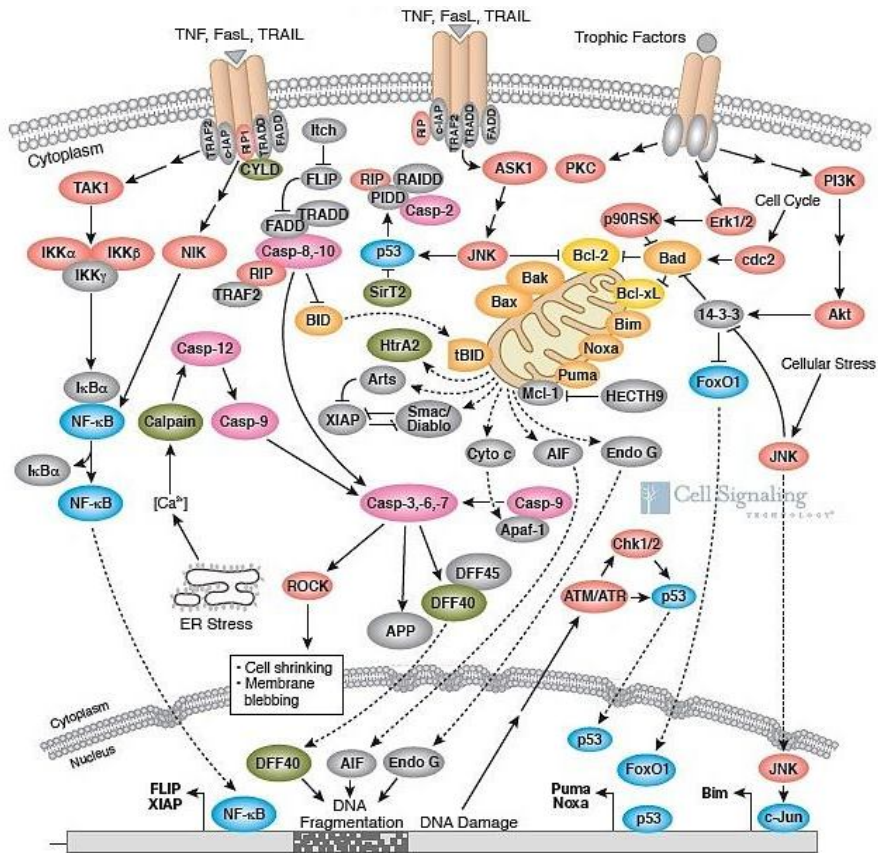 TNF, FasL, TRAIL
TNF, FasL, TRAIL
Trophic Factors
Cytoplasm
TRAF2
c-IAP
RIP1
TRADD
FADD
CYLD
Itch
FLIP
FADD
TRADD
Casp-8,-10
RIP
TRAF2
BID
RIP
c-IAP
TRAF2
TRADD
FADD
ASK1
PKC
PI3K
RIP
RAIDD
PIDD
Casp-2
p53
JNK
SirT2
TAK1
IKKα
IKKβ
IKKγ
NIK
p90RSK
Erk1/2
Cell Cycle
Bcl-2
Bad
cdc2
Bak
Bax
Bcl-xL
Bim
Noxa
Puma
Mcl-1
tBID
14-3-3
Akt
FoxO1
Cellular Stress
HECTH9
JNK
HtrA2
Arts
XIAP
Smac/
Diablo
Casp-12
Calpain
Casp-9
IκBα
NF-κB
IκBα
NF-κB
[Ca²⁺]
ER Stress
Cyto c
AIF
Endo G
Casp-3,-6,-7
Casp-9
Apaf-1
Cell Signaling
TECHNOLOGY®
ROCK
APP
DFF45
DFF40
Chk1/2
ATM/ATR
p53
• Cell shrinking
• Membrane
blebbing
Cytoplasm
Nucleus
DFF40
AIF
Endo G
p53
FoxO1
JNK
FLIP
XIAP
NF-κB
DNA
Fragmentation
DNA Damage
Puma
Noxa
p53
Bim
c-Jun